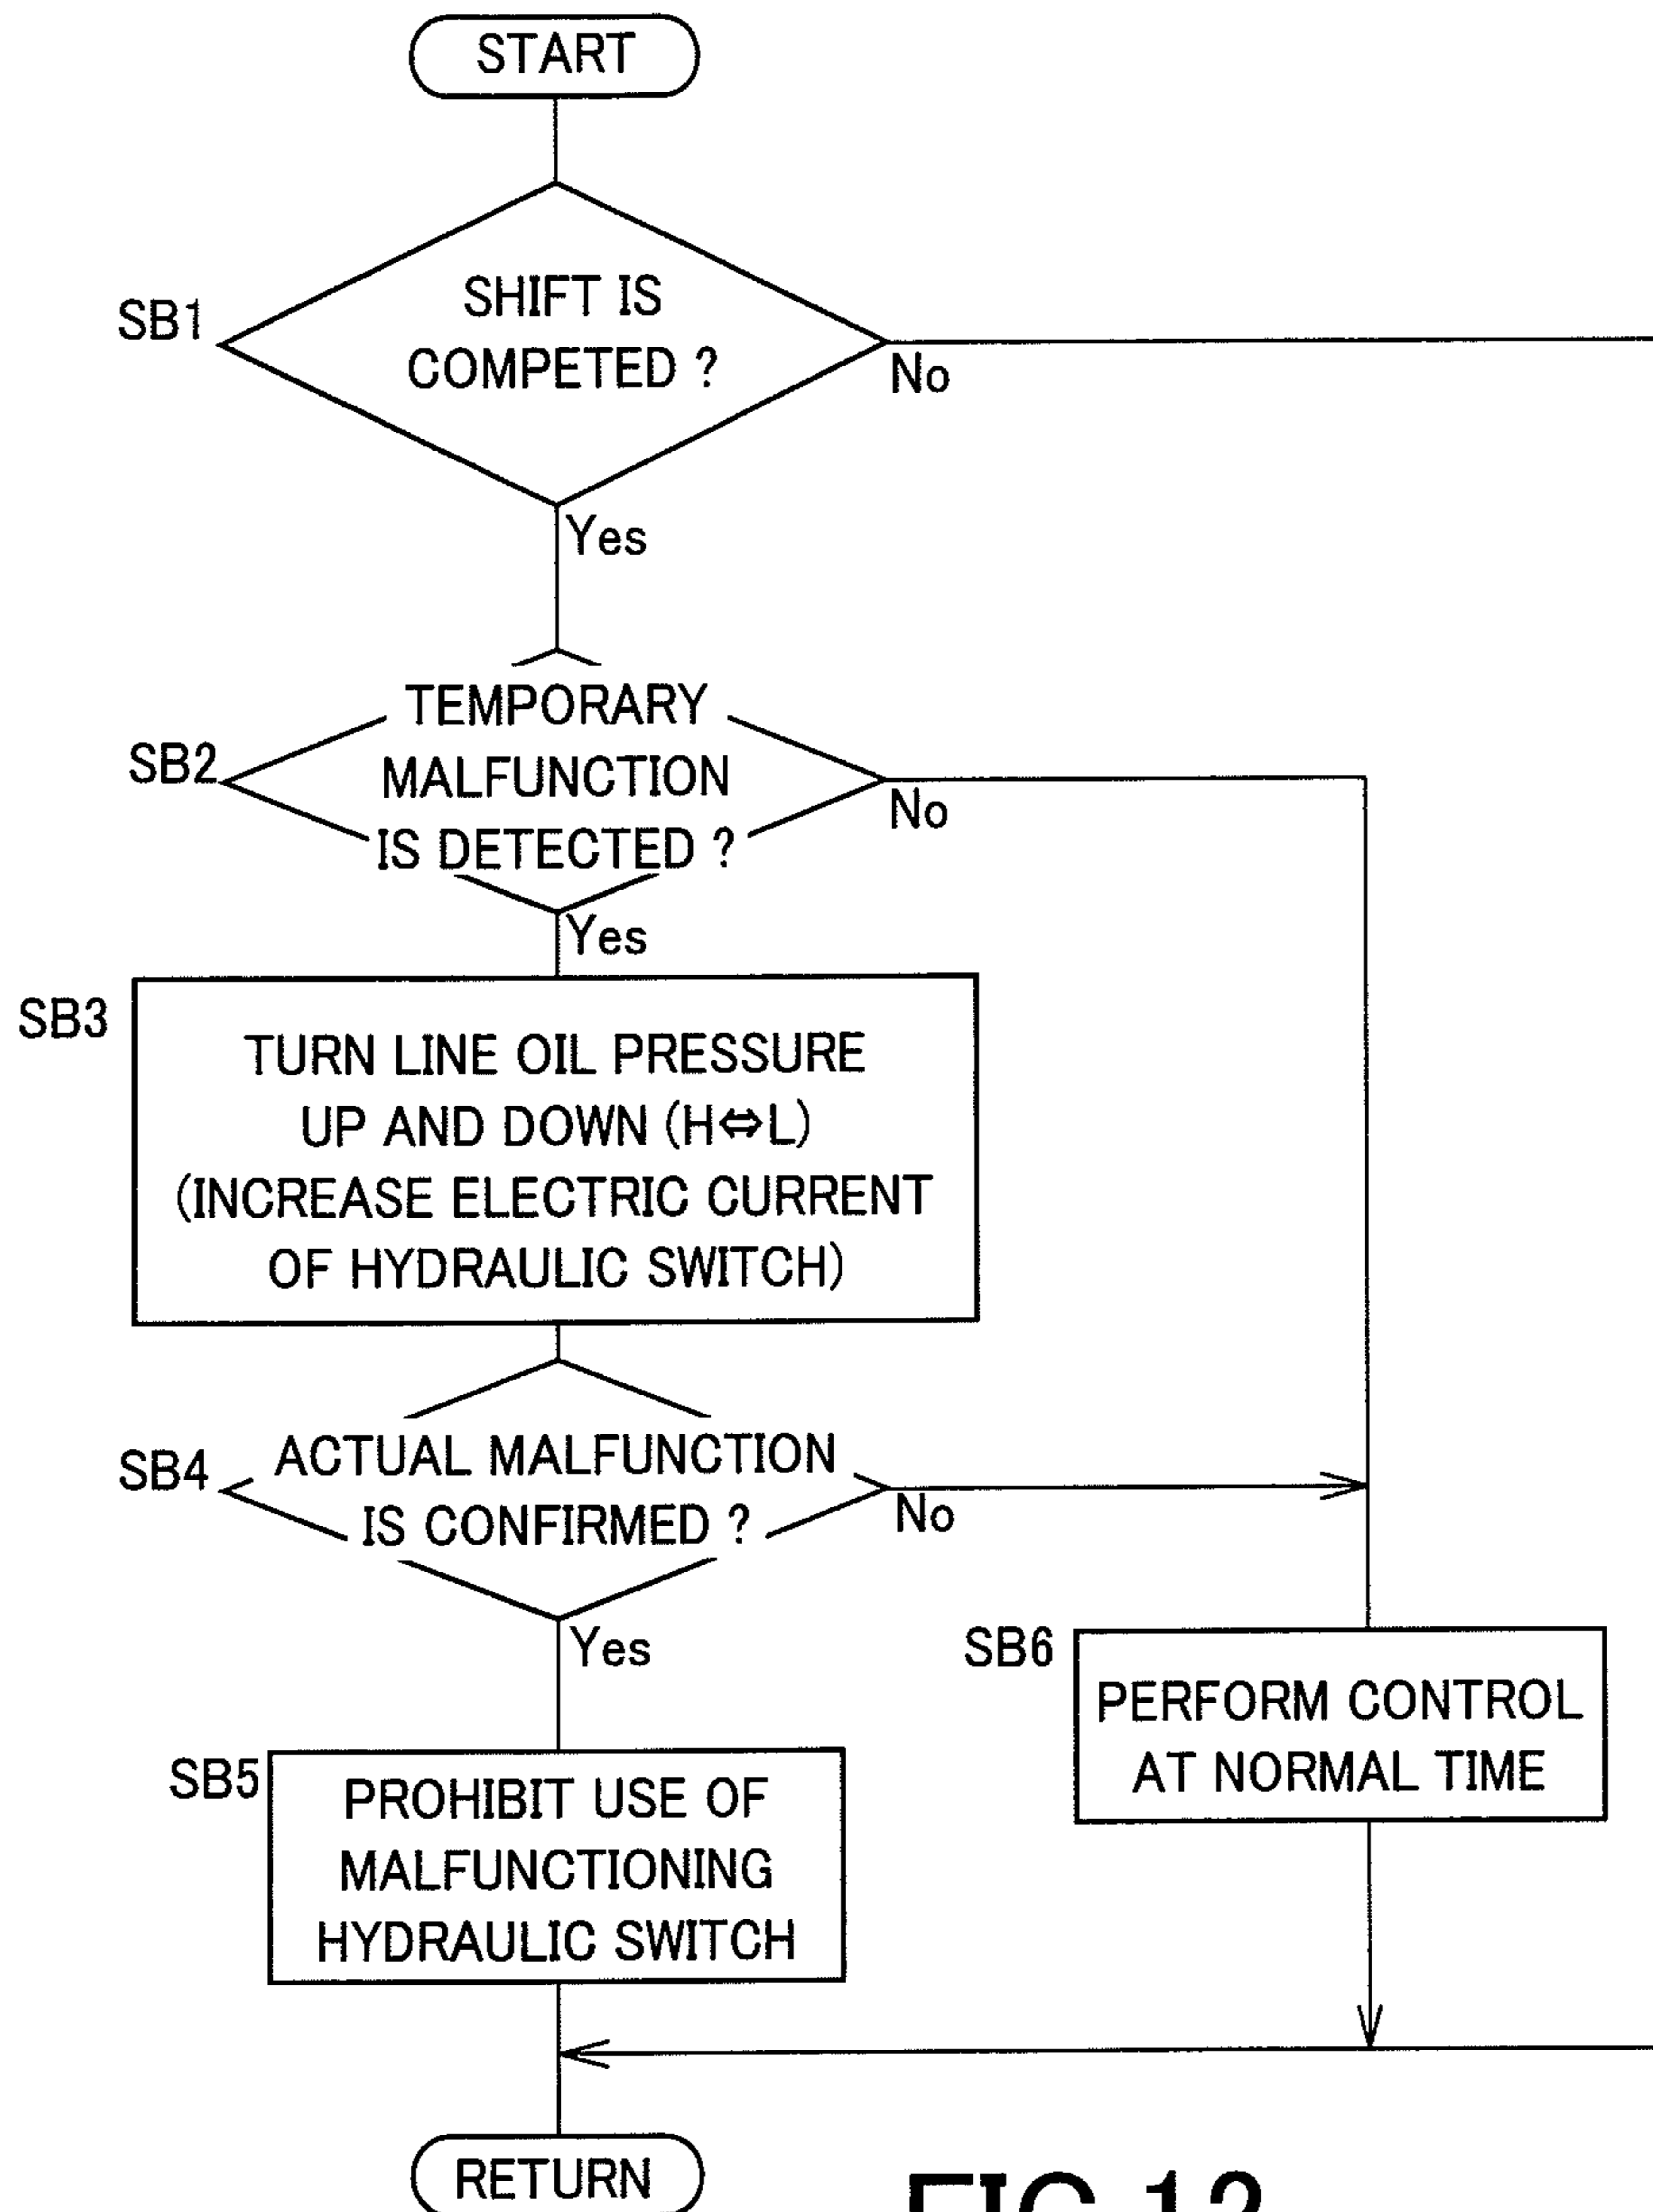 START
SB1
SHIFT IS
COMPETED ?
No
Yes
SB2
TEMPORARY
MALFUNCTION
IS DETECTED ?
No
Yes
SB3
TURN LINE OIL PRESSURE
UP AND DOWN (H⇔L)
(INCREASE ELECTRIC CURRENT
OF HYDRAULIC SWITCH)
SB4
ACTUAL MALFUNCTION
IS CONFIRMED ?
No
Yes
SB6
PERFORM CONTROL
AT NORMAL TIME
SB5
PROHIBIT USE OF
MALFUNCTIONING
HYDRAULIC SWITCH
RETURN